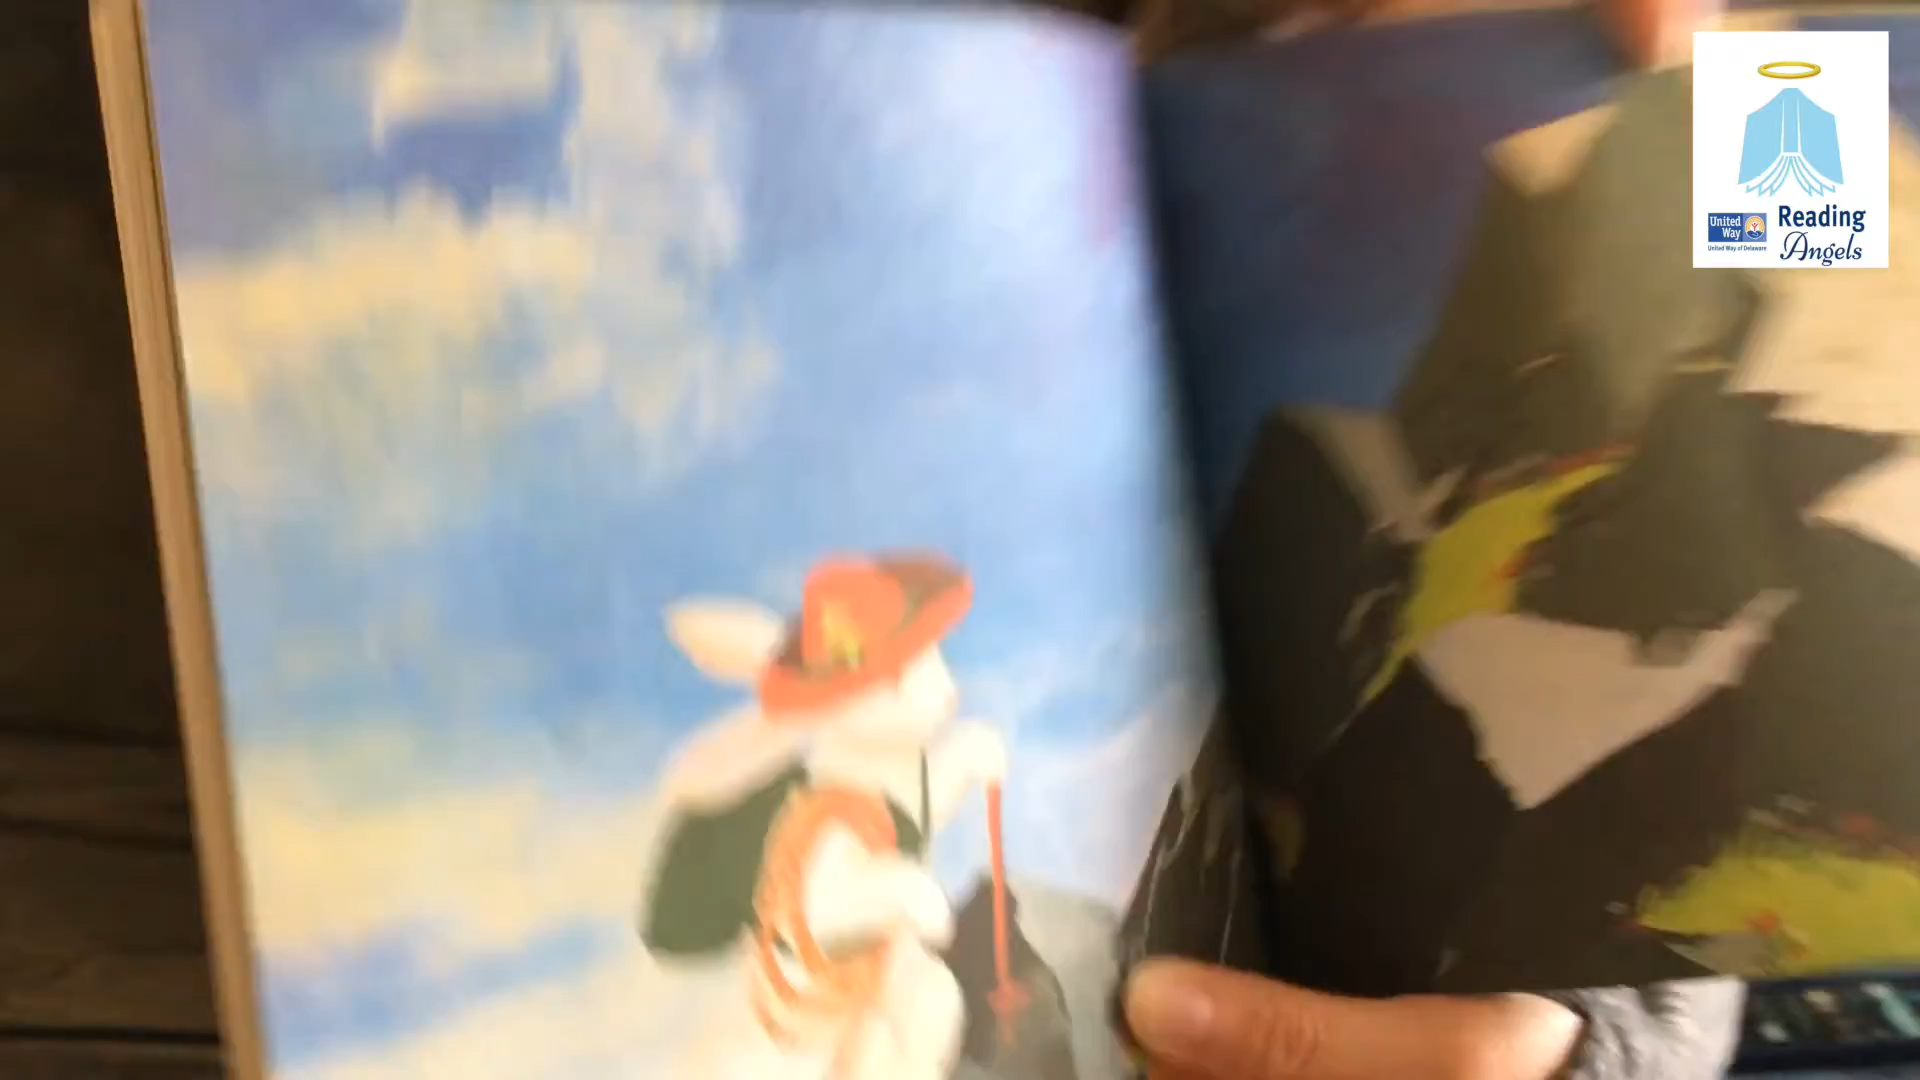 United
Way
United Way of Delaware
Reading
Angels